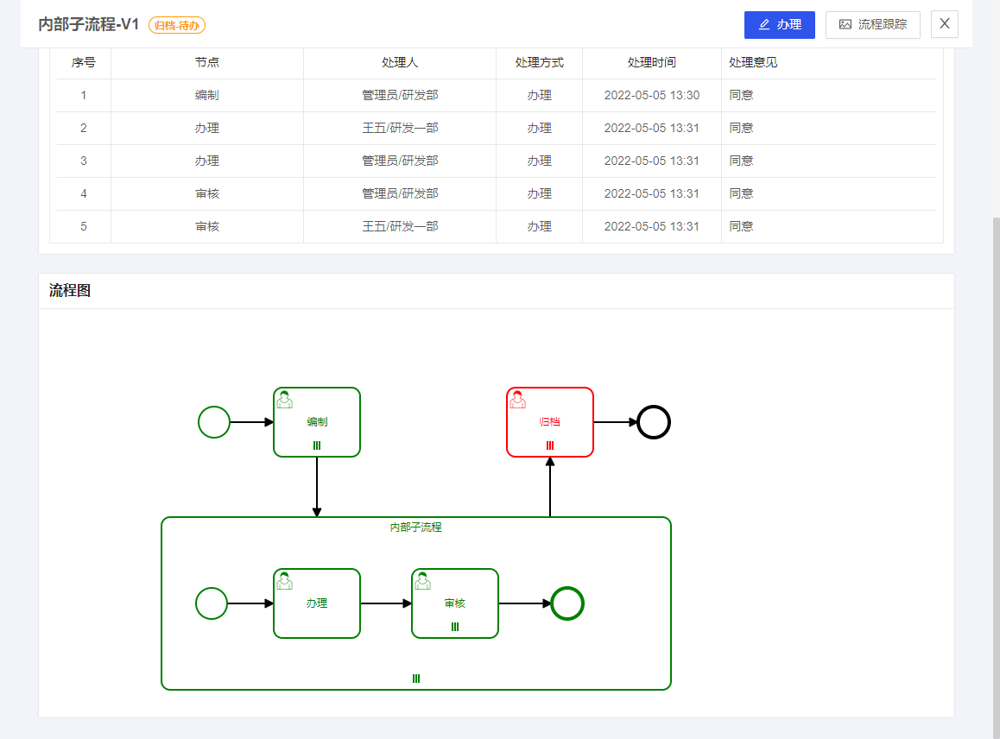 内部子流程-V1 归档-待办 办理 流程跟踪 X
序号 节点 处理人 处理方式 处理时间 处理意见
1 编制 管理员/研发部 办理 2022-05-05 13:30 同意
2 办理 王五/研发一部 办理 2022-05-05 13:31 同意
3 办理 管理员/研发部 办理 2022-05-05 13:31 同意
4 审核 管理员/研发部 办理 2022-05-05 13:31 同意
5 审核 王五/研发一部 办理 2022-05-05 13:31 同意
流程图
编制 归档
内部子流程
办理 审核